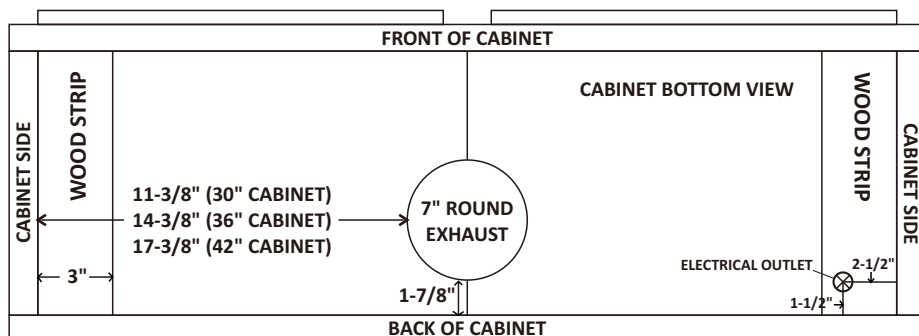 FRONT OF CABINET
CABINET BOTTOM VIEW
CABINET SIDE
WOOD STRIP
WOOD STRIP
CABINET SIDE
11-3/8" (30" CABINET)
14-3/8" (36" CABINET)
17-3/8" (42" CABINET)
7" ROUND
EXHAUST
3"
1-7/8"
ELECTRICAL OUTLET
2-1/2"
1-1/2"
BACK OF CABINET